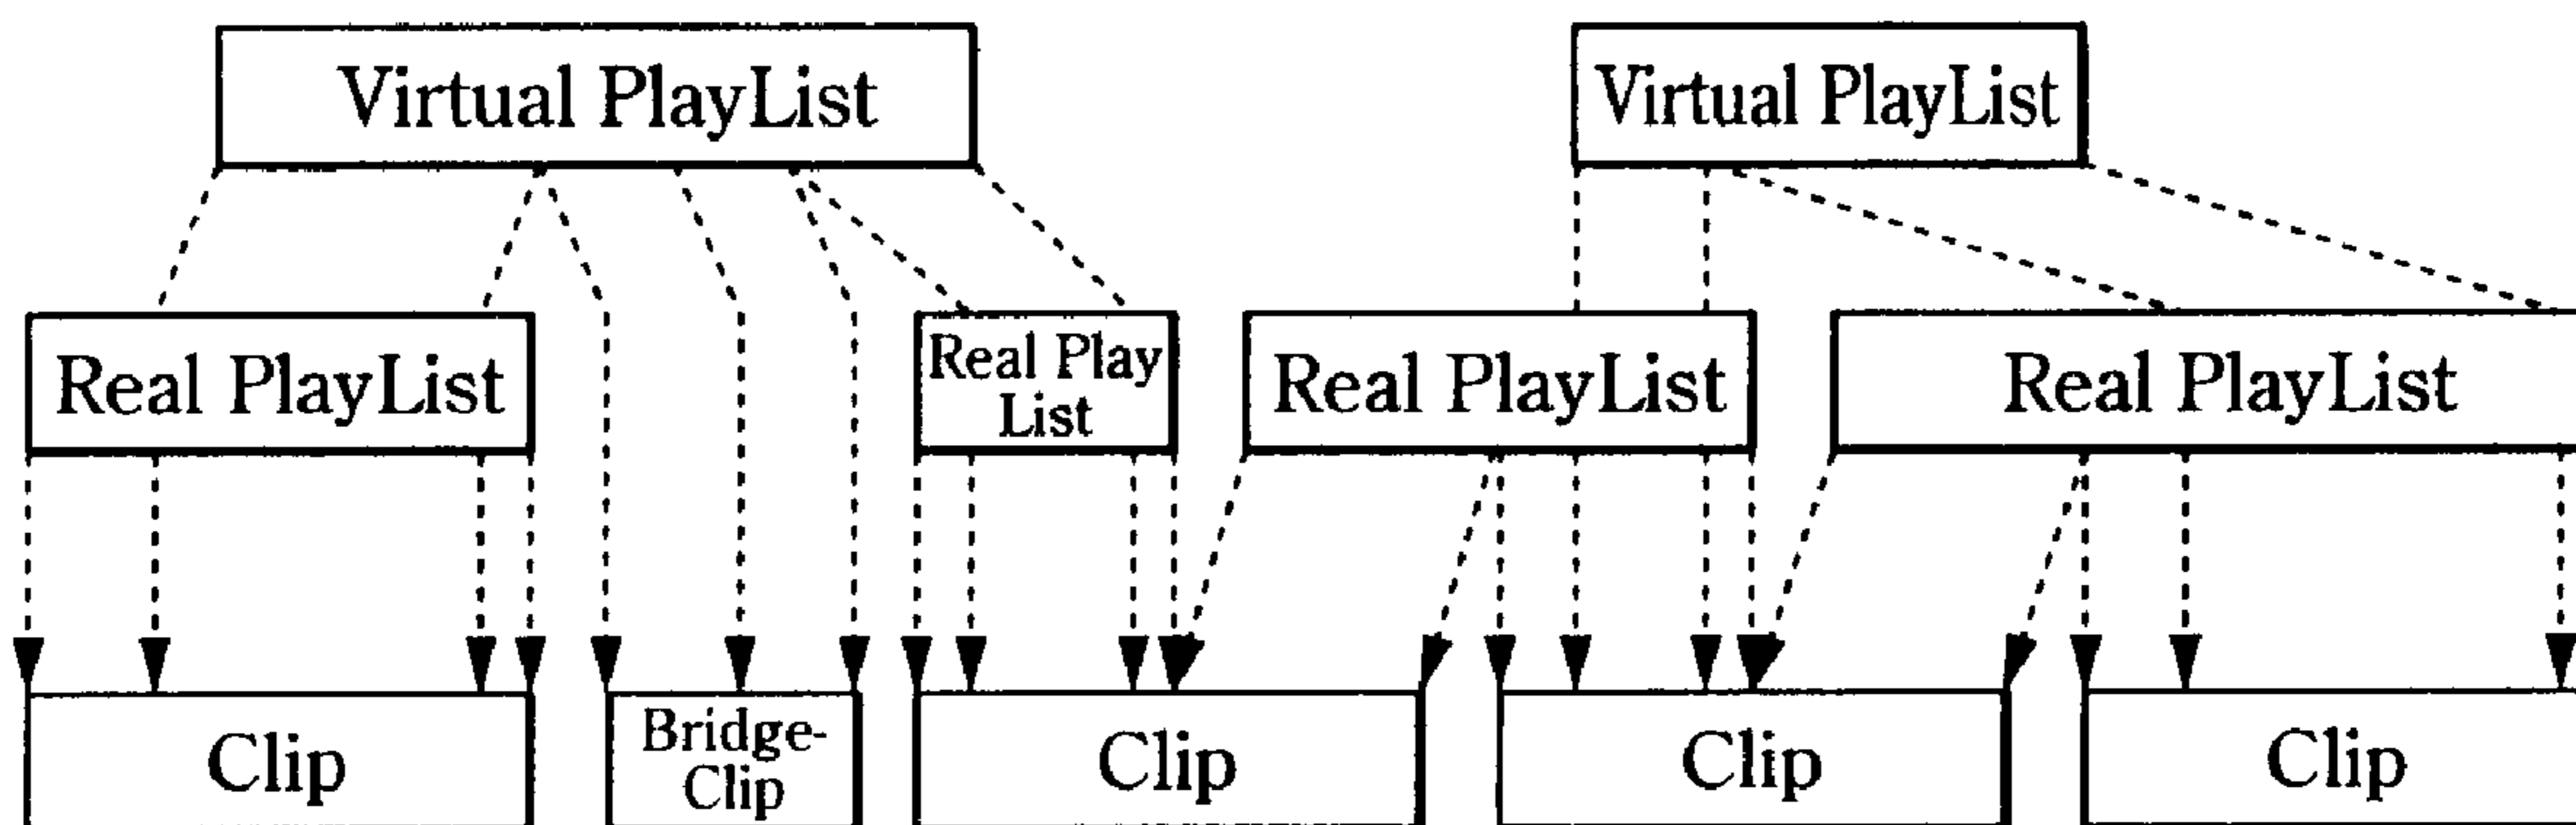 Virtual PlayList
Virtual PlayList
Real PlayList
Real Play
List
Real PlayList
Real PlayList
Clip
Bridge-
Clip
Clip
Clip
Clip